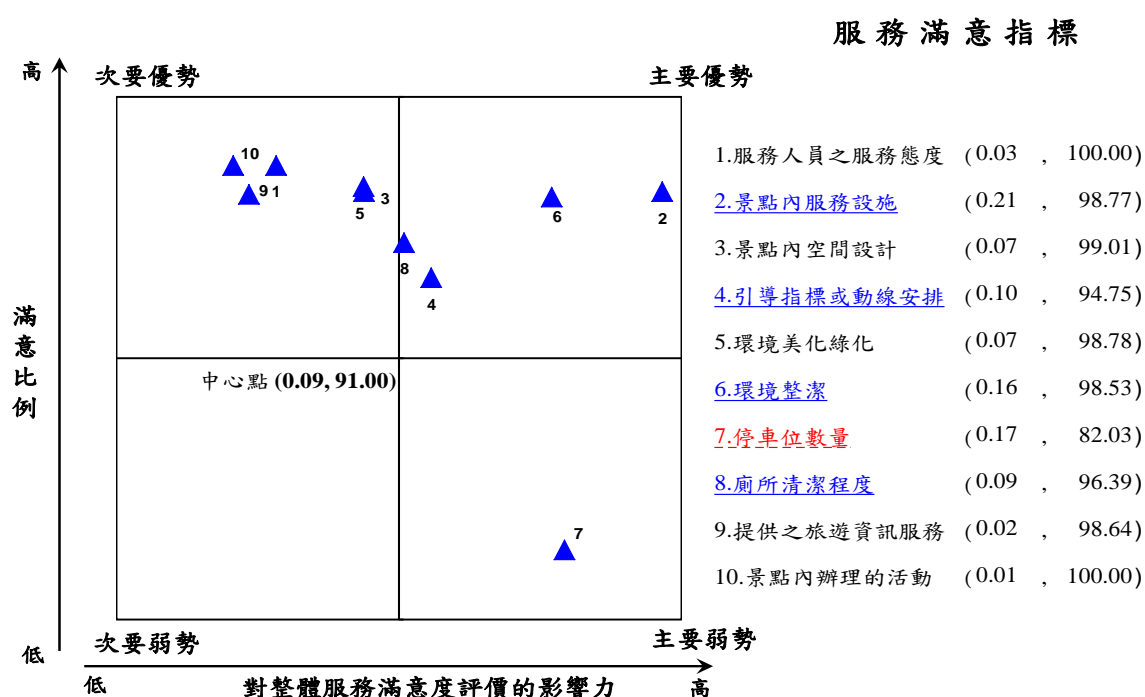 服務滿意指標
高
次要優勢
主要優勢
10
9
1
3
5
6
2
8
4
7
滿意比例
中心點 (0.09, 91.00)
次要弱勢
主要弱勢
低
低
對整體服務滿意度評價的影響力
高
1.服務人員之服務態度 (0.03 , 100.00)
2.景點內服務設施 (0.21 , 98.77)
3.景點內空間設計 (0.07 , 99.01)
4.引導指標或動線安排 (0.10 , 94.75)
5.環境美化綠化 (0.07 , 98.78)
6.環境整潔 (0.16 , 98.53)
7.停車位數量 (0.17 , 82.03)
8.廁所清潔程度 (0.09 , 96.39)
9.提供之旅遊資訊服務 (0.02 , 98.64)
10.景點內辦理的活動 (0.01 , 100.00)